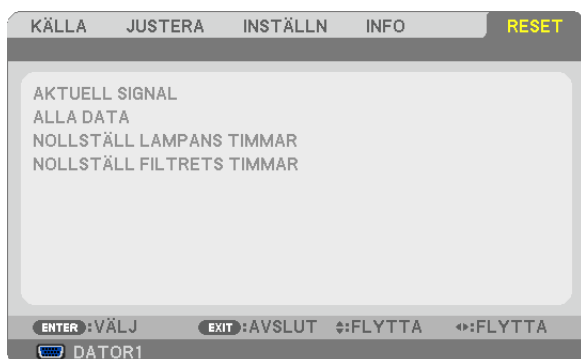 KÄLLA JUSTERA INSTÄLLN INFO RESET
AKTUELL SIGNAL
ALLA DATA
NOLLSTÄLL LAMPANS TIMMAR
NOLLSTÄLL FILTRETS TIMMAR
ENTER :VÄLJ EXIT :AVSLUT :FLYTTA :FLYTTA
DATOR1